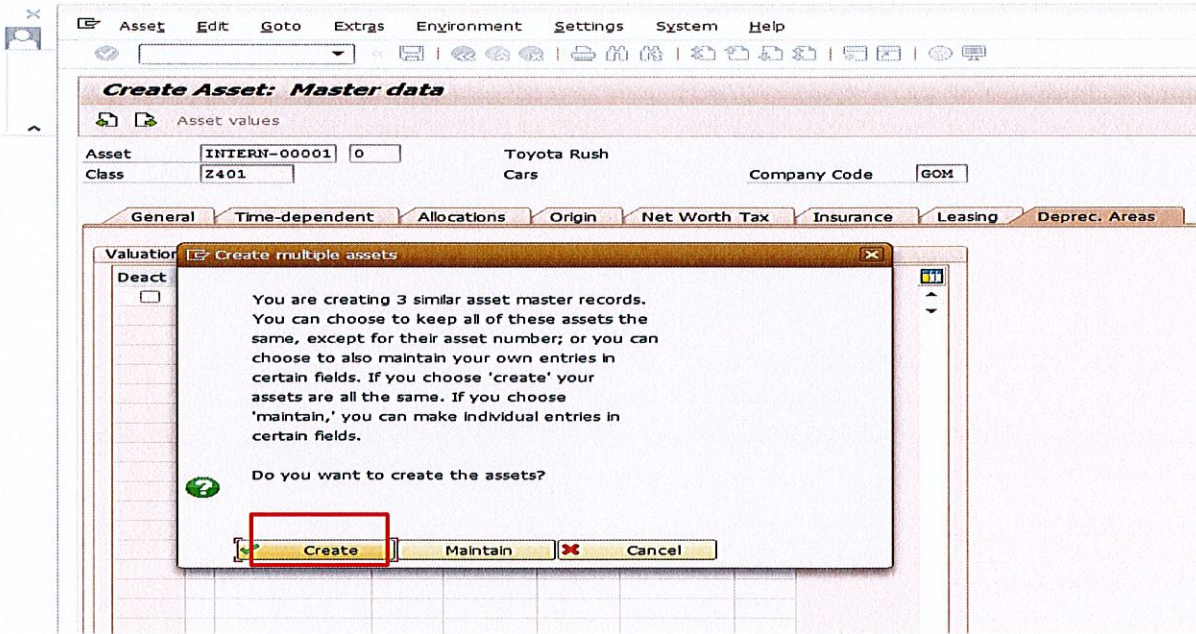 Asset Edit Goto Extras Environment Settings System Help
Create Asset: Master data
Asset values
Asset INTERN-00001 0 Toyota Rush
Class Z401 Cars Company Code GOM
General Time-dependent Allocations Origin Net Worth Tax Insurance Leasing Deprec. Areas
Valuation
Create multiple assets
Deact
You are creating 3 similar asset master records.
You can choose to keep all of these assets the
same, except for their asset number; or you can
choose to also maintain your own entries in
certain fields. If you choose 'create' your
assets are all the same. If you choose
'maintain,' you can make individual entries in
certain fields.
Do you want to create the assets?
Create Maintain Cancel